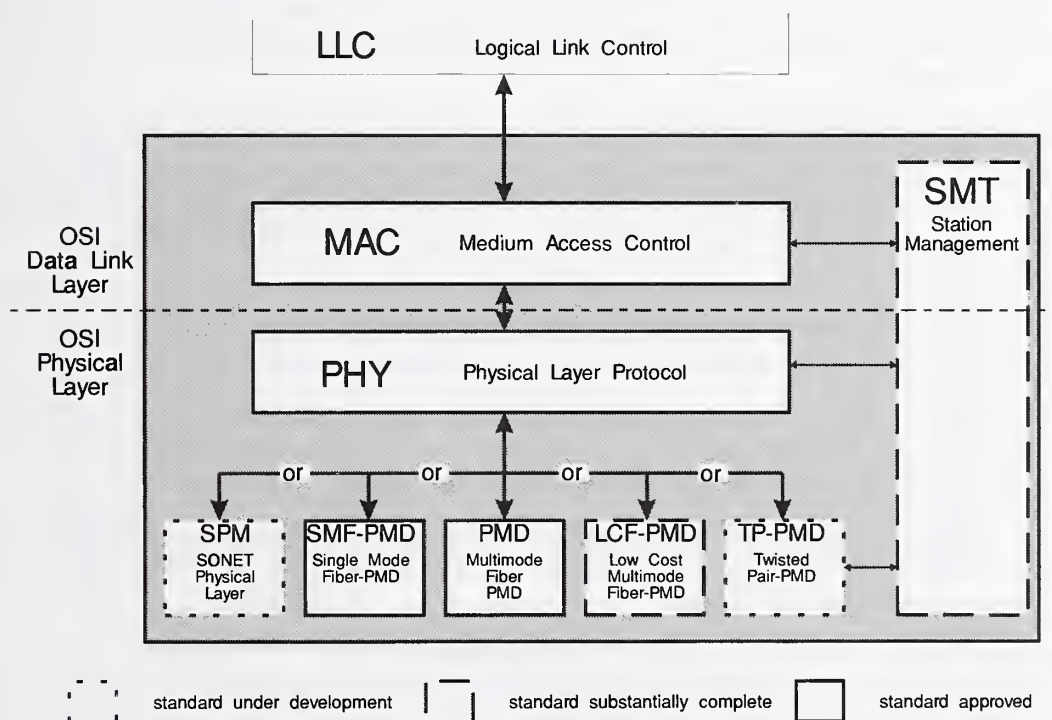 LLC Logical Link Control
SMT
Station
Management
MAC Medium Access Control
OSI
Data Link
Layer
OSI
Physical
Layer
PHY Physical Layer Protocol
or or or or
SPM
SONET
Physical
Layer
SMF-PMD
Single Mode
Fiber-PMD
PMD
Multimode
Fiber
PMD
LCF-PMD
Low Cost
Multimode
Fiber-PMD
TP-PMD
Twisted
Pair-PMD
standard under development
standard substantially complete
standard approved